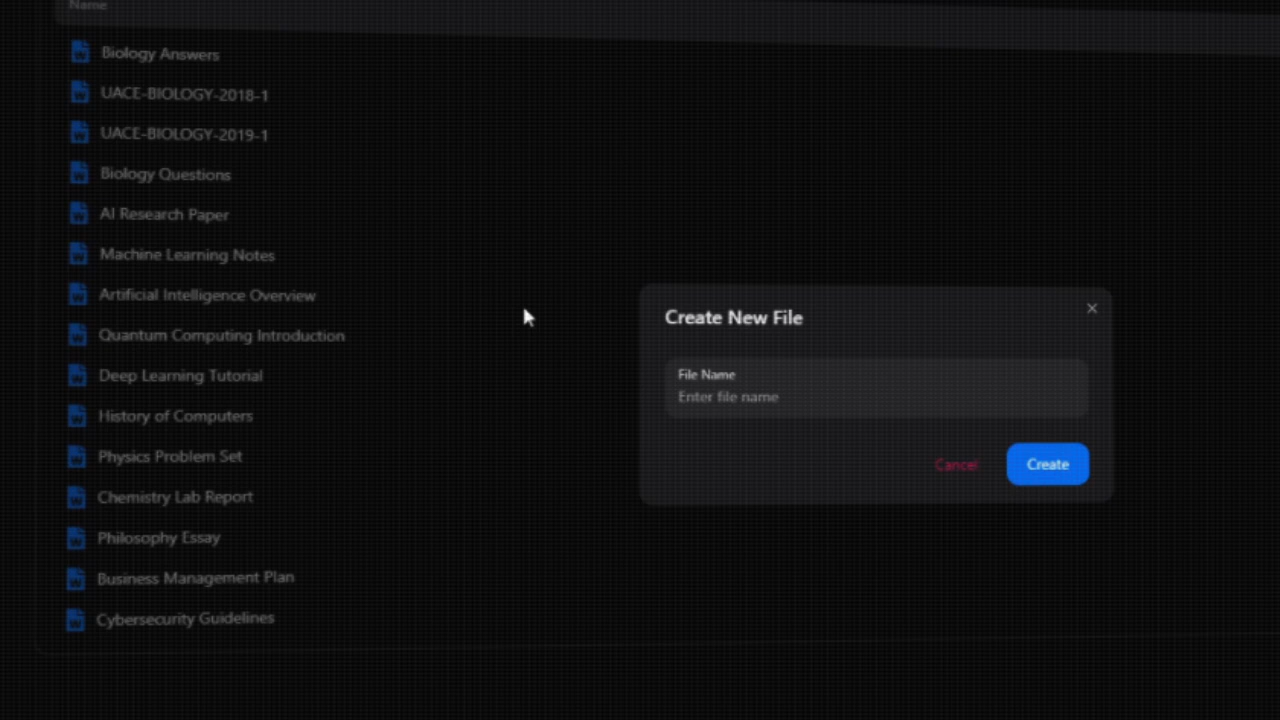 Name
Biology Answers
UACE-BIOLOGY-2018-1
UACE-BIOLOGY-2019-1
Biology Questions
AI Research Paper
Machine Learning Notes
Artificial Intelligence Overview
Quantum Computing Introduction
Deep Learning Tutorial
History of Computers
Physics Problem Set
Chemistry Lab Report
Philosophy Essay
Business Management Plan
Cybersecurity Guidelines
Create New File
File Name
Enter file name
Cancel
Create